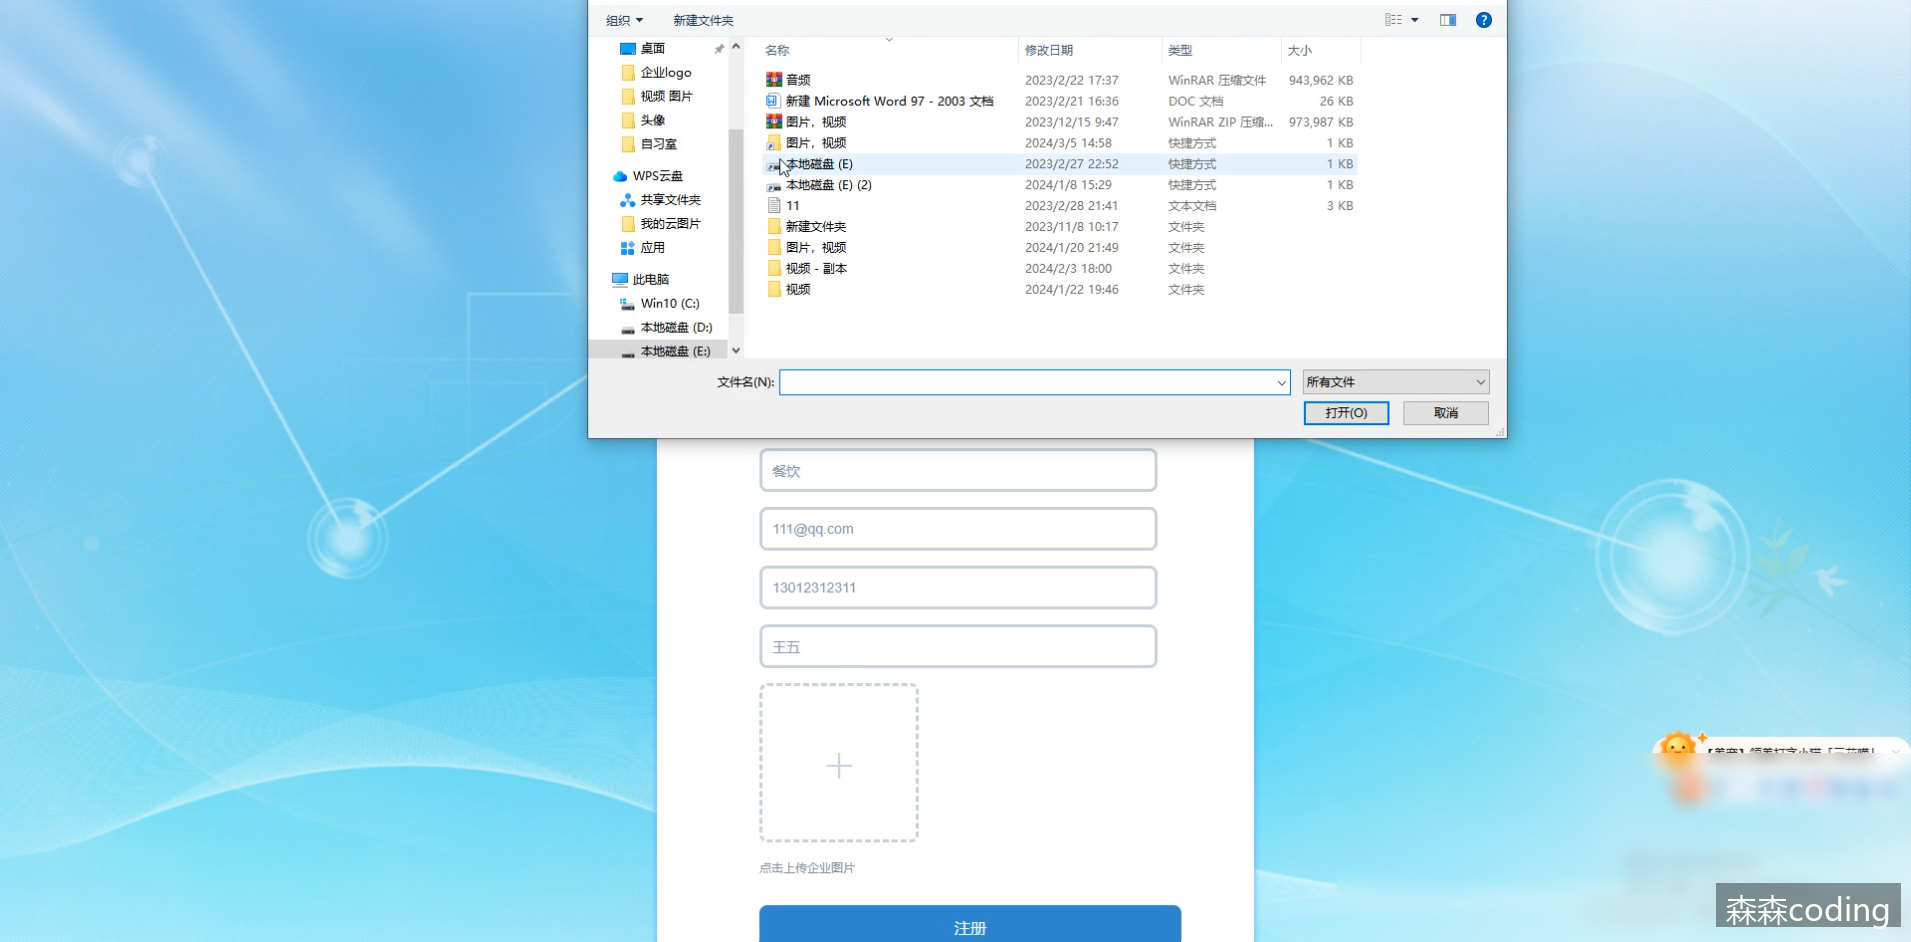 组织 新建文件夹
桌面
企业logo
视频 图片
头像
自习室
WPS云盘
共享文件夹
我的云图片
应用
此电脑
Win10 (C:)
本地磁盘 (D:)
本地磁盘 (E:)
名称 修改日期 类型 大小
音频 2023/2/22 17:37 WinRAR 压缩文件 943,962 KB
新建 Microsoft Word 97 - 2003 文档 2023/2/21 16:36 DOC 文档 26 KB
图片，视频 2023/12/15 9:47 WinRAR ZIP 压缩... 973,987 KB
图片，视频 2024/3/5 14:58 快捷方式 1 KB
本地磁盘 (E) 2023/2/27 22:52 快捷方式 1 KB
本地磁盘 (E) (2) 2024/1/8 15:29 快捷方式 1 KB
11 2023/2/28 21:41 文本文档 3 KB
新建文件夹 2023/11/8 10:17 文件夹
图片，视频 2024/1/20 21:49 文件夹
视频 - 副本 2024/2/3 18:00 文件夹
视频 2024/1/22 19:46 文件夹
文件名(N): 所有文件
打开(O) 取消
餐饮
111@qq.com
13012312311
王五
点击上传企业图片
注册
森森coding